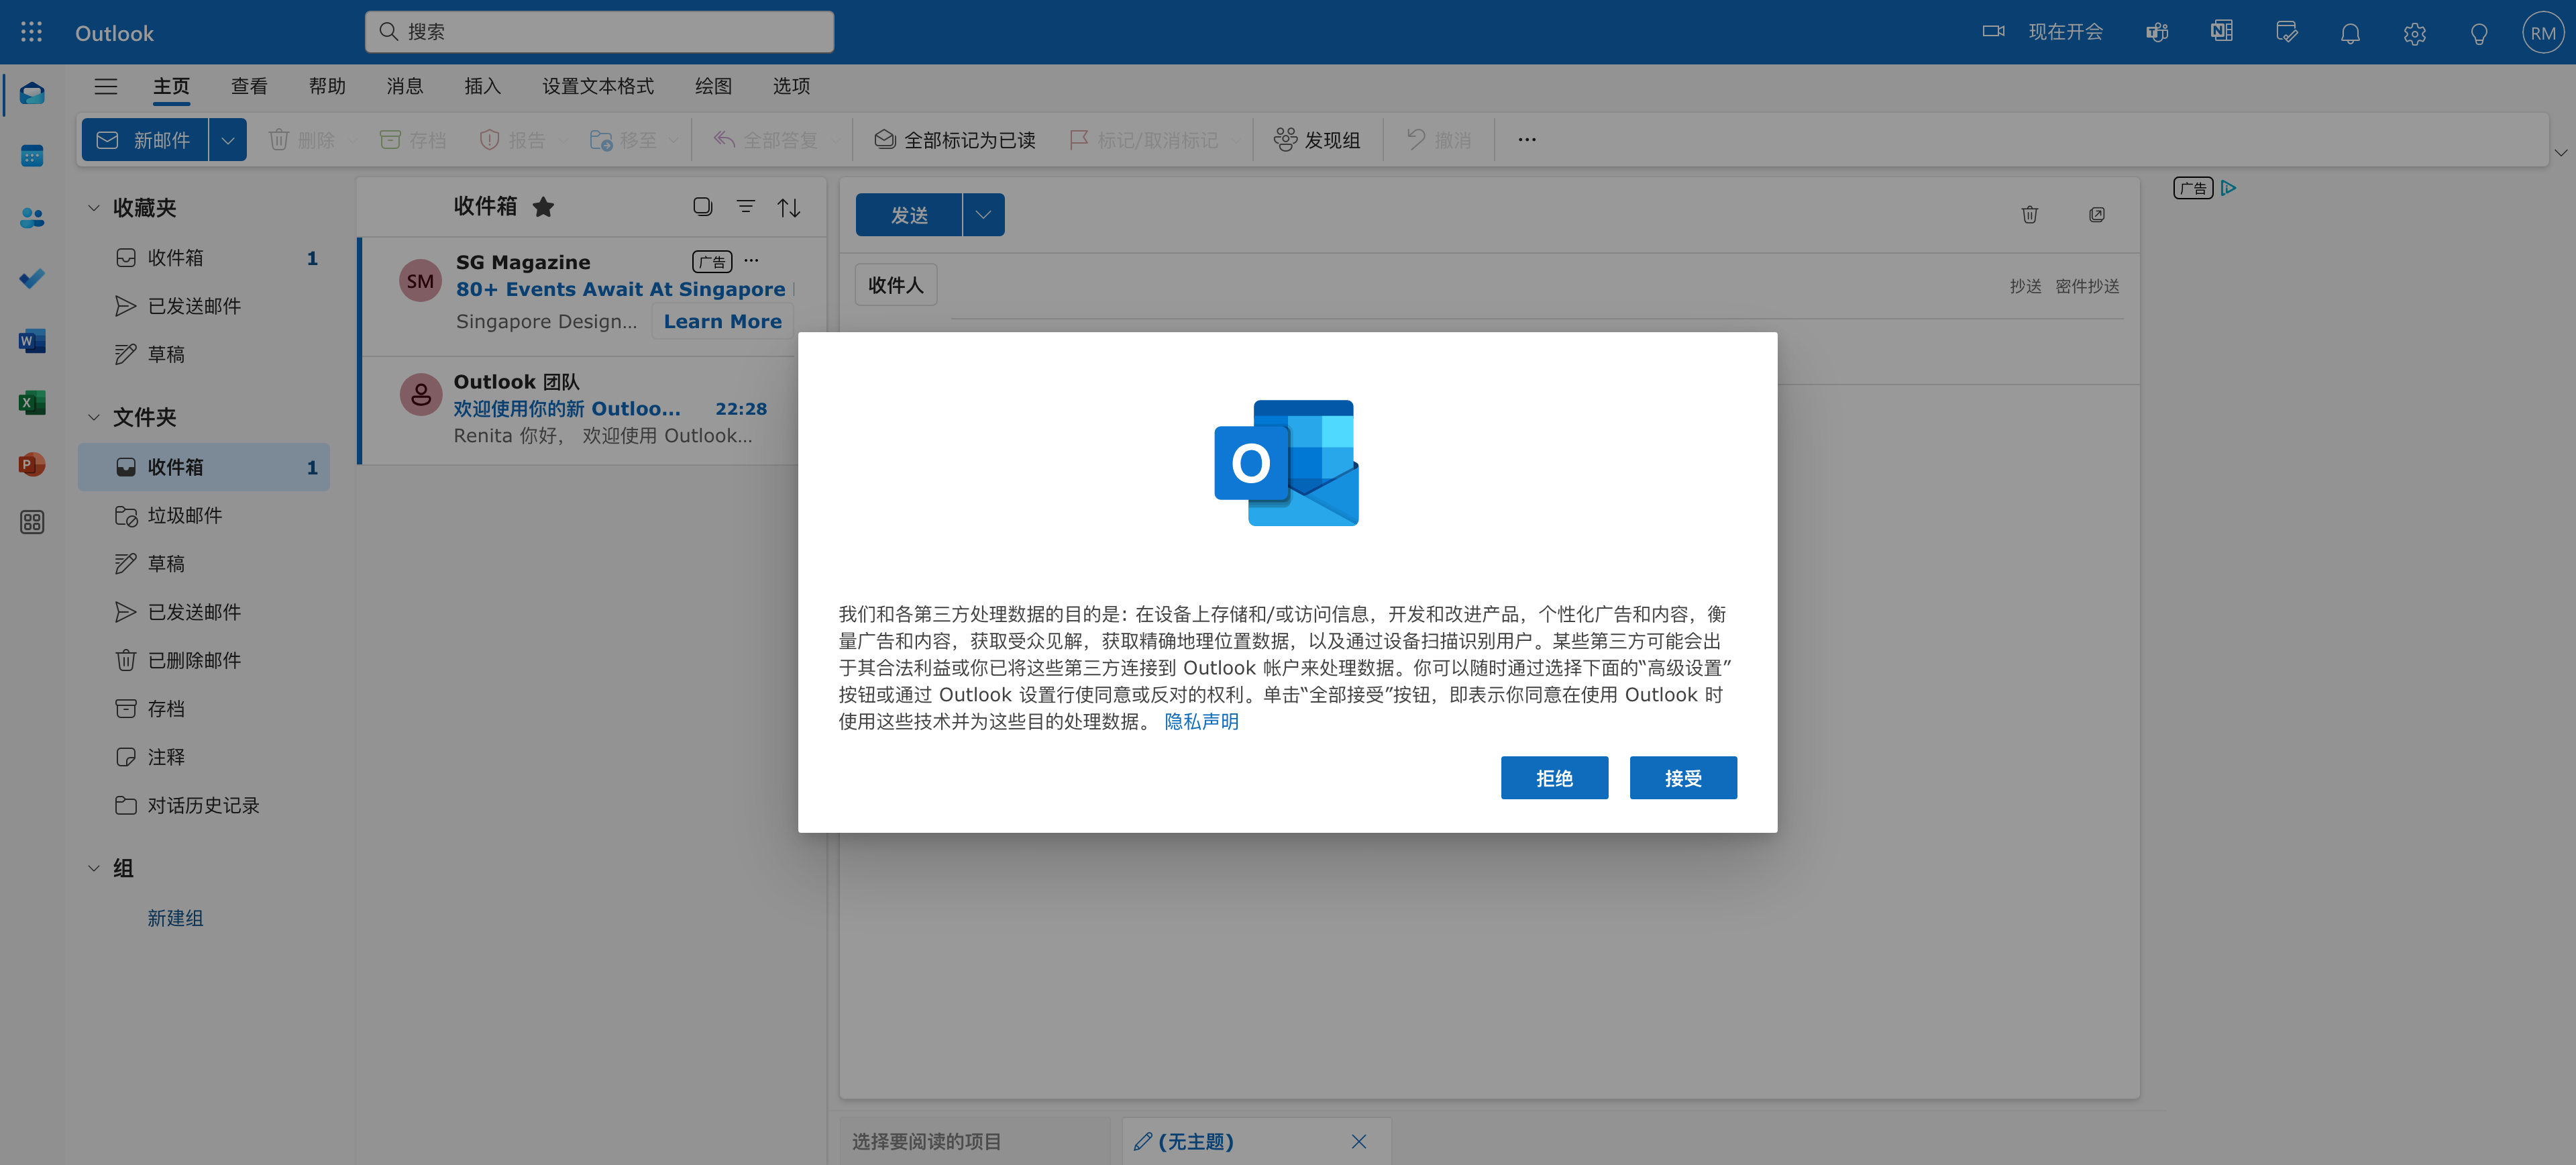 Outlook
搜索
现在开会
RM
主页
查看
帮助
消息
插入
设置文本格式
绘图
选项
新邮件
删除
存档
报告
移至
全部答复
全部标记为已读
标记/取消标记
发现组
撤消
收藏夹
收件箱 1
已发送邮件
草稿
文件夹
收件箱 1
垃圾邮件
草稿
已发送邮件
已删除邮件
存档
注释
对话历史记录
组
新建组
收件箱
SM
SG Magazine
广告
80+ Events Await At Singapore
Singapore Design...
Learn More
Outlook 团队
欢迎使用你的新 Outloo...
22:28
Renita 你好， 欢迎使用 Outlook...
发送
收件人
抄送
密件抄送
广告
我们和各第三方处理数据的目的是：在设备上存储和/或访问信息，开发和改进产品，个性化广告和内容，衡
量广告和内容，获取受众见解，获取精确地理位置数据，以及通过设备扫描识别用户。某些第三方可能会出
于其合法利益或你已将这些第三方连接到 Outlook 帐户来处理数据。你可以随时通过选择下面的“高级设置”
按钮或通过 Outlook 设置行使同意或反对的权利。单击“全部接受”按钮，即表示你同意在使用 Outlook 时
使用这些技术并为这些目的处理数据。 隐私声明
拒绝
接受
选择要阅读的项目
(无主题)